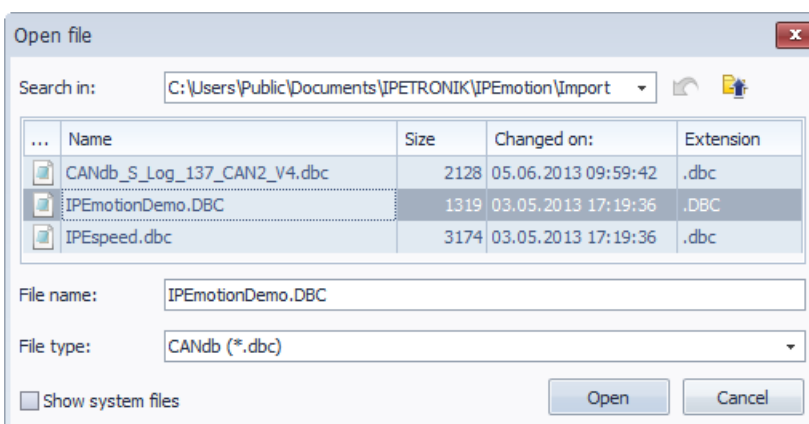 Open file
Search in: C:\Users\Public\Documents\IPETRONIK\IPEmotion\Import
... Name Size Changed on: Extension
CANdb_S_Log_137_CAN2_V4.dbc 2128 05.06.2013 09:59:42 .dbc
IPEmotionDemo.DBC 1319 03.05.2013 17:19:36 .DBC
IPEspeed.dbc 3174 03.05.2013 17:19:36 .dbc
File name: IPEmotionDemo.DBC
File type: CANdb (*.dbc)
Show system files Open Cancel